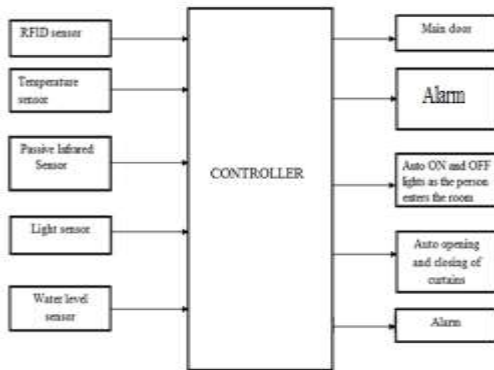 RFID sensor
Temperature
sensor
Passive Infrared
Sensor
Light sensor
Water level
sensor
CONTROLLER
Main door
Alarm
Auto ON and OFF
lights as the person
enters the room
Auto opening
and closing of
curtains
Alarm